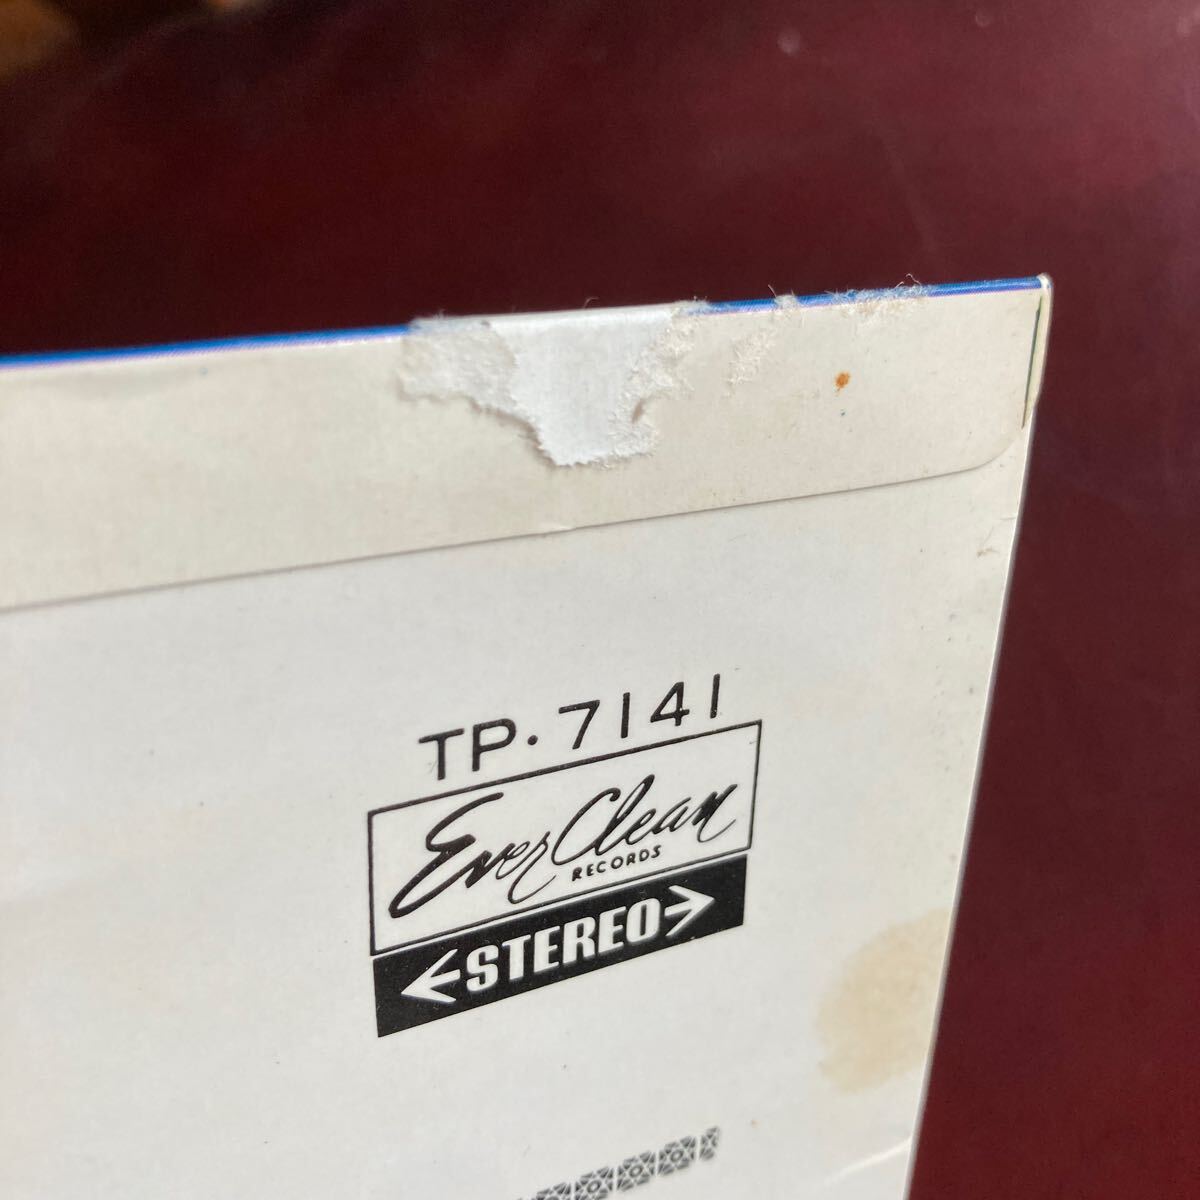 TP·7141
Ever Clean
RECORDS
STEREO